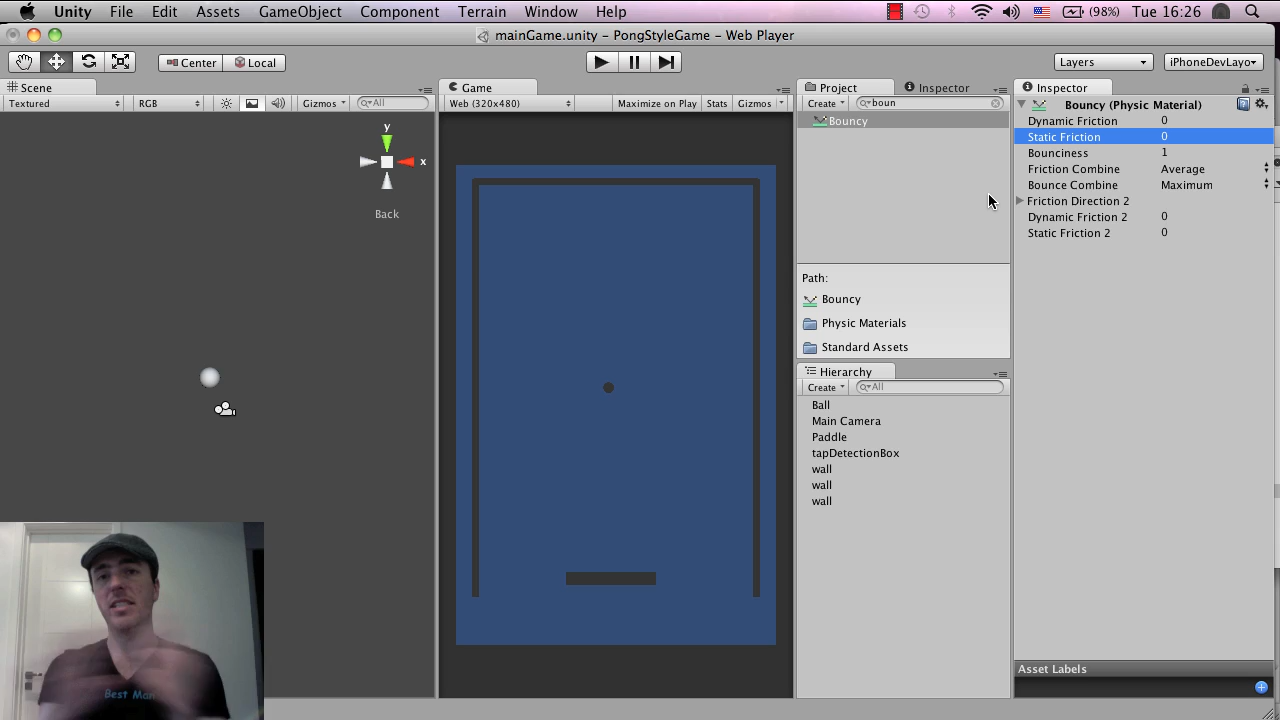 Unity File Edit Assets GameObject Component Terrain Window Help (98%) Tue 16:26
mainGame.unity – PongStyleGame – Web Player
Center Local Layers iPhoneDevLayo
Scene
Textured RGB Gizmos All
y
x
Back
Game
Web (320x480) Maximize on Play Stats Gizmos
Project Inspector
Create boun
Bouncy
Path:
Bouncy
Physic Materials
Standard Assets
Hierarchy
Create All
Ball
Main Camera
Paddle
tapDetectionBox
wall
wall
wall
Inspector
Bouncy (Physic Material)
Dynamic Friction 0
Static Friction 0
Bounciness 1
Friction Combine Average
Bounce Combine Maximum
Friction Direction 2
Dynamic Friction 2 0
Static Friction 2 0
Asset Labels
Best Man